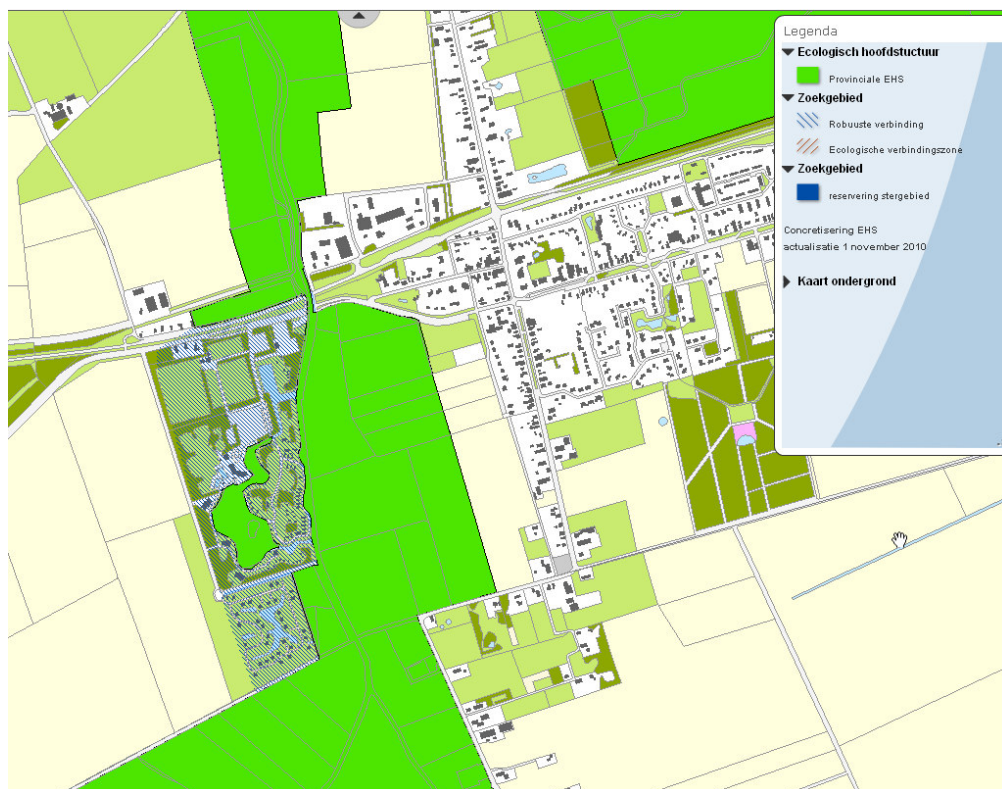 Legenda
Ecologisch hoofdstuctuur
Provinciale EHS
Zoekgebied
Robuuste verbinding
Ecologische verbindingszone
Zoekgebied
reservering stergebied
Concretisering EHS
actualisatie 1 november 2010
Kaart ondergrond